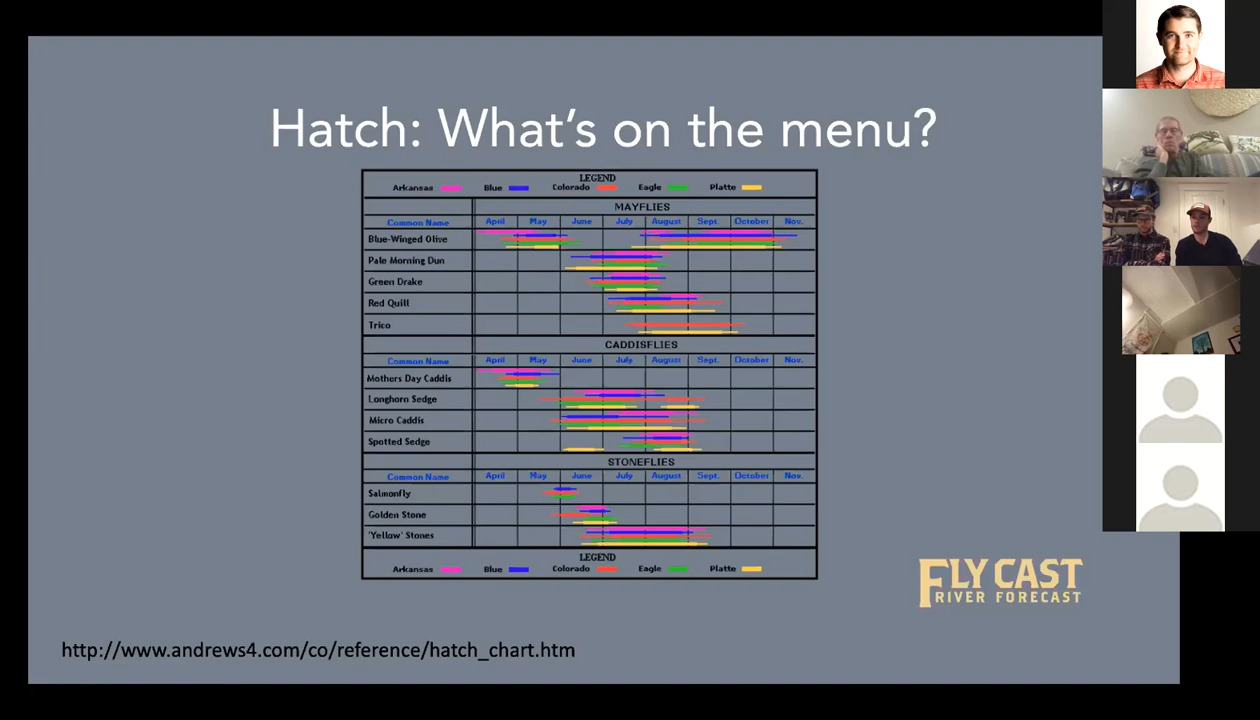 Hatch: What's on the menu?
LEGEND
Arkansas Blue Colorado Eagle Platte
MAYFLIES
Common Name April May June July August Sept. October Nov.
Blue-Winged Olive
Pale Morning Dun
Green Drake
Red Quill
Trico
CADDISFLIES
Common Name April May June July August Sept. October Nov.
Mothers Day Caddis
Longhorn Sedge
Micro Caddis
Spotted Sedge
STONEFLIES
Common Name April May June July August Sept. October Nov.
Salmonfly
Golden Stone
'Yellow' Stones
LEGEND
Arkansas Blue Colorado Eagle Platte
FLY CAST
RIVER FORECAST
http://www.andrews4.com/co/reference/hatch_chart.htm